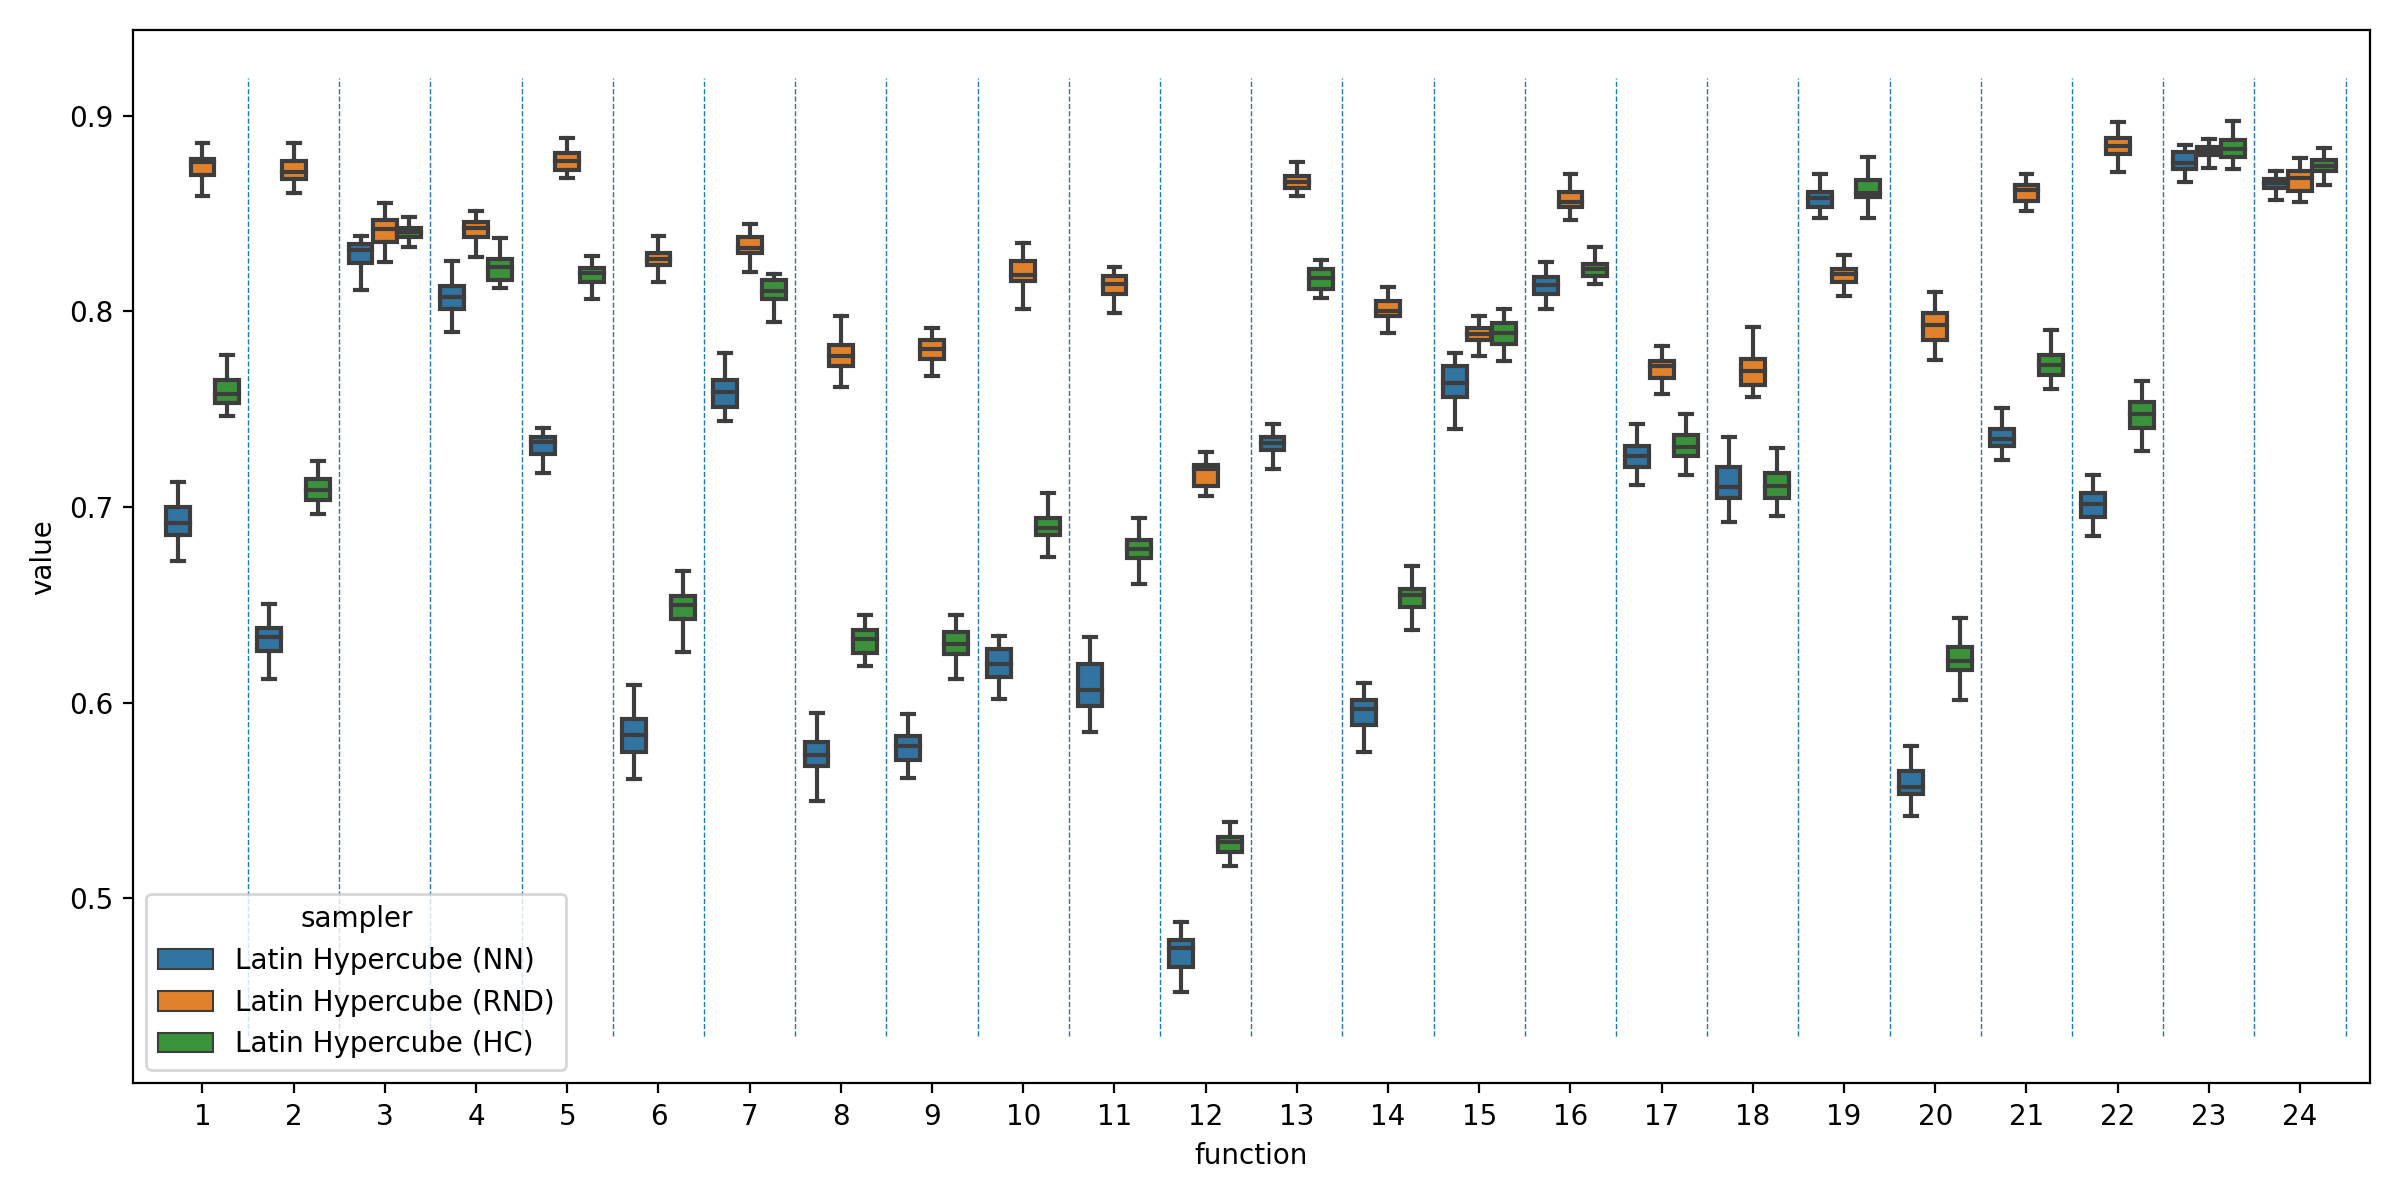 value
0.9
0.8
0.7
0.6
0.5
sampler
Latin Hypercube (NN)
Latin Hypercube (RND)
Latin Hypercube (HC)
1 2 3 4 5 6 7 8 9 10 11 12 13 14 15 16 17 18 19 20 21 22 23 24
function